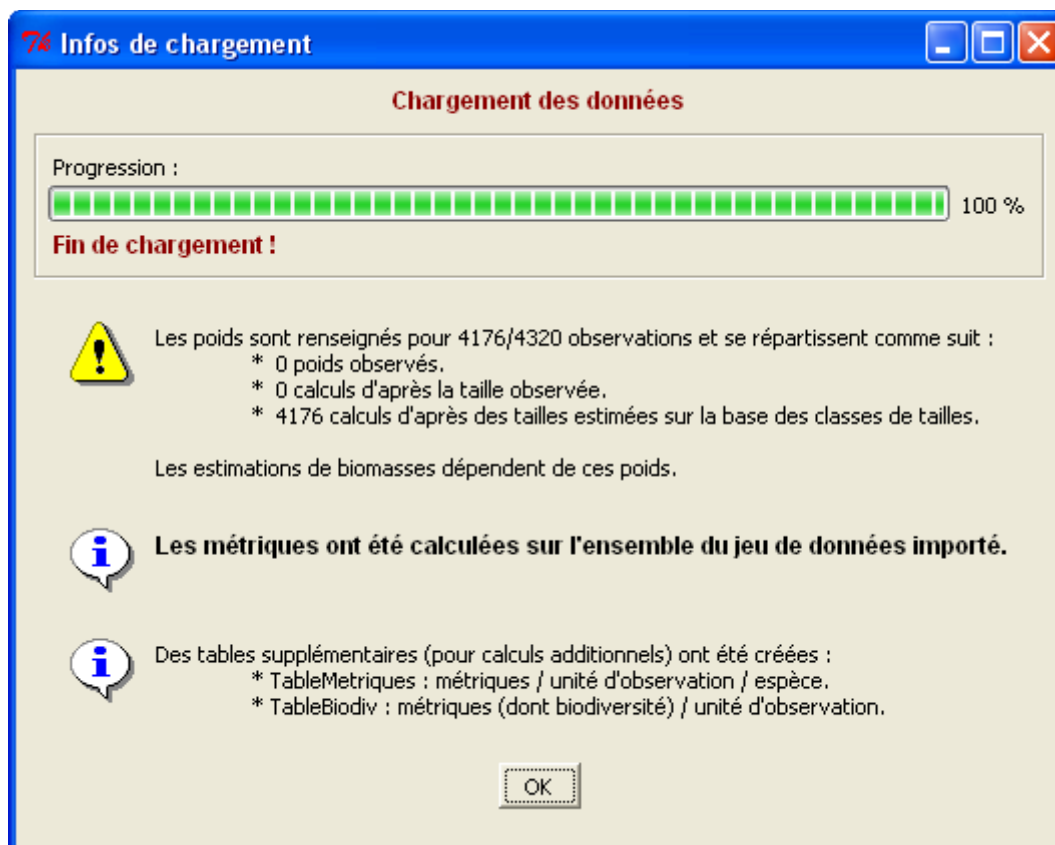 Infos de chargement
Chargement des données
Progression :
100 %
Fin de chargement !
Les poids sont renseignés pour 4176/4320 observations et se répartissent comme suit :
* 0 poids observés.
* 0 calculs d'après la taille observée.
* 4176 calculs d'après des tailles estimées sur la base des classes de tailles.
Les estimations de biomasses dépendent de ces poids.
Les métriques ont été calculées sur l'ensemble du jeu de données importé.
Des tables supplémentaires (pour calculs additionnels) ont été créées :
* TableMetriques : métriques / unité d'observation / espèce.
* TableBiodiv : métriques (dont biodiversité) / unité d'observation.
OK